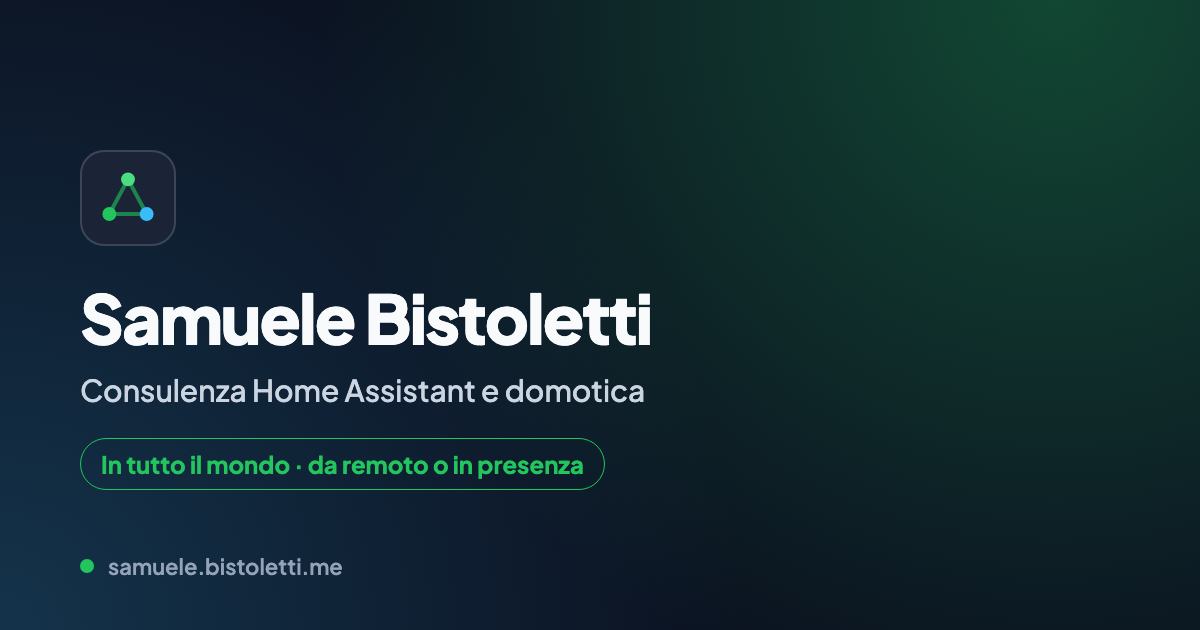 Samuele Bistoletti
Consulenza Home Assistant e domotica
In tutto il mondo · da remoto o in presenza
samuele.bistoletti.me